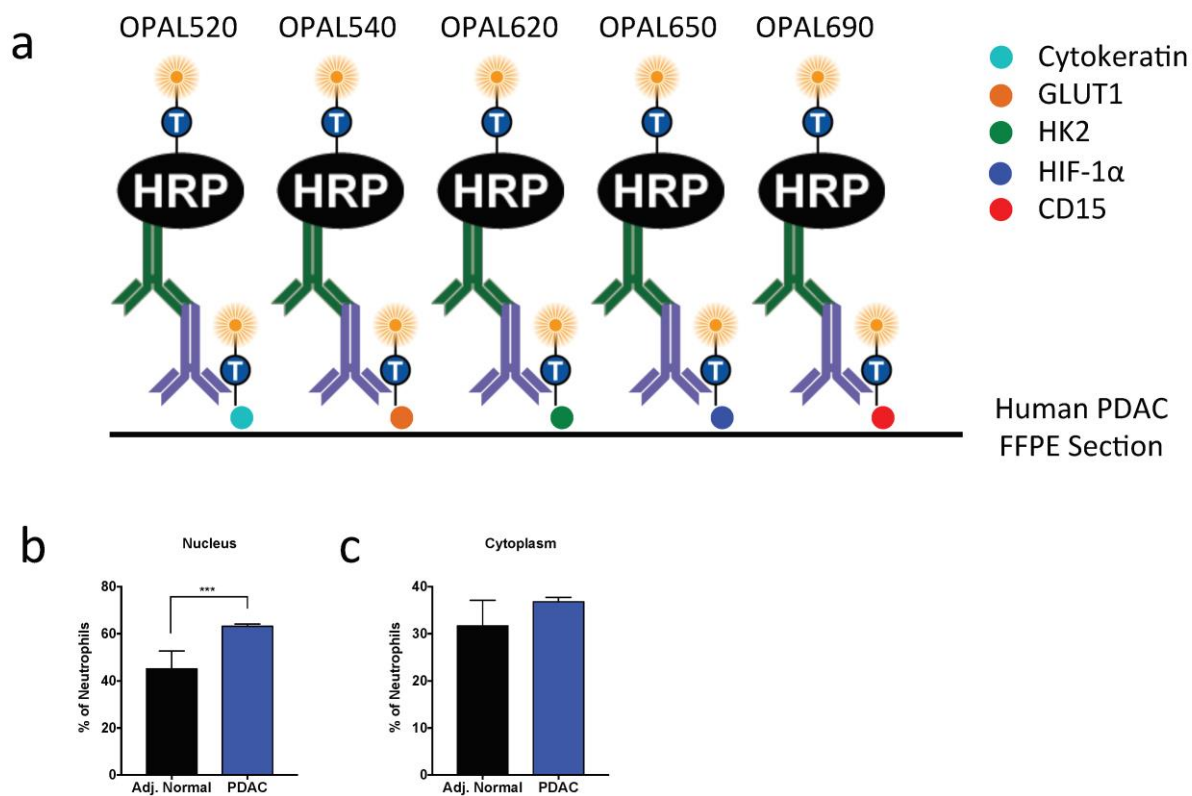 a
OPAL520 OPAL540 OPAL620 OPAL650 OPAL690
Cytokeratin
GLUT1
HK2
HIF-1α
CD15
T T T T T
HRP HRP HRP HRP HRP
T T T T T
Human PDAC
FFPE Section
b
Nucleus
% of Neutrophils
80
60
40
20
0
***
Adj. Normal PDAC
c
Cytoplasm
% of Neutrophils
40
30
20
10
0
Adj. Normal PDAC